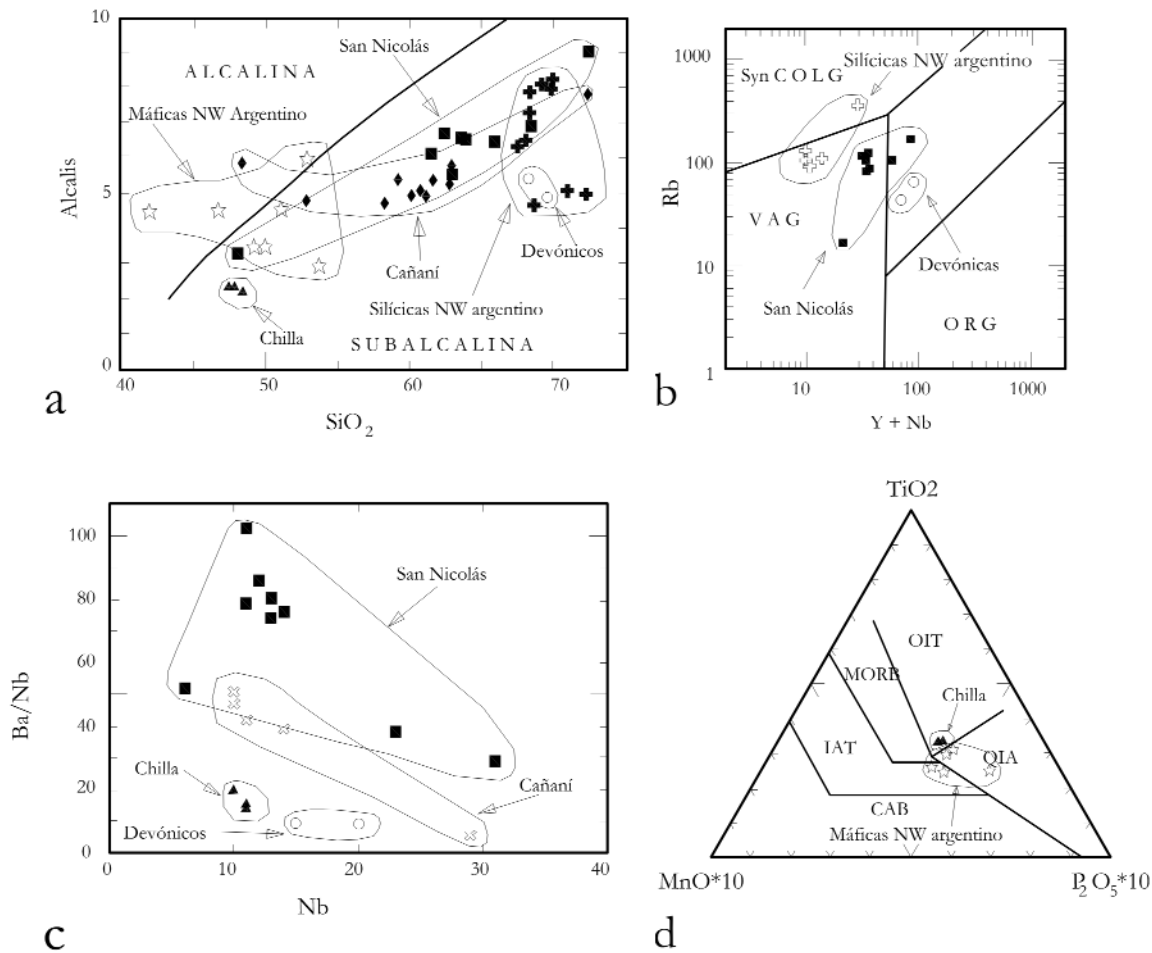 10
San Nicolás
ALCALINA
Máficas NW Argentino
Alcalis
5
Devónicos
Cañaní
Silícicas NW argentino
Chilla
SUBALCALINA
0
40
50
60
70
SiO2
a
1000
Silícicas NW argentino
Syn COLG
100
Rb
VAG
10
Devónicas
San Nicolás
ORG
1
10
100
1000
Y + Nb
b
100
San Nicolás
80
60
Ba/Nb
40
Chilla
20
Cañaní
Devónicos
0
0
10
20
30
40
Nb
c
TiO2
OIT
MORB
Chilla
IAT
OIA
CAB
Máficas NW argentino
MnO*10
P2O5*10
d